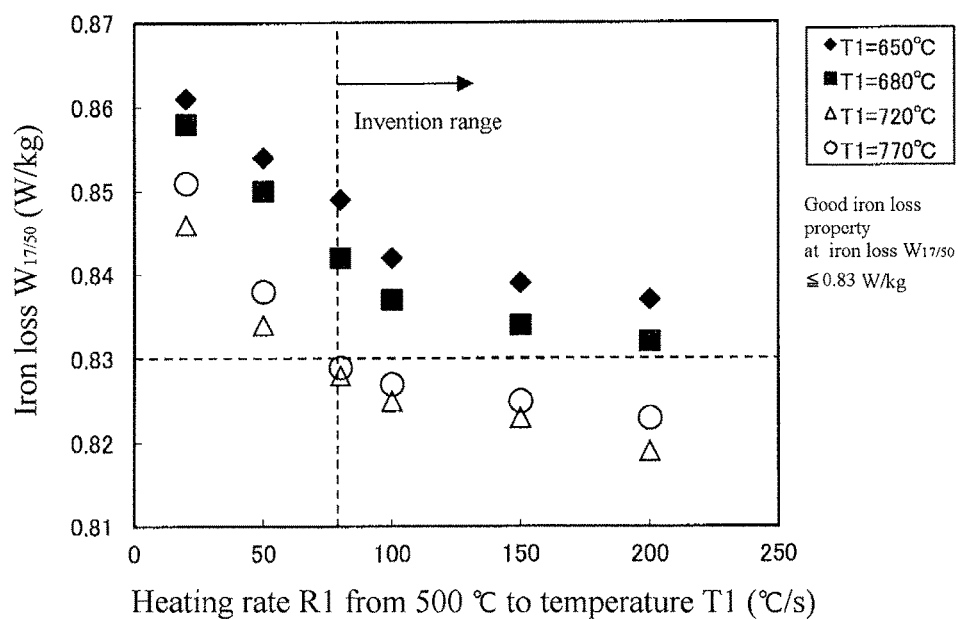 0.87
0.86
0.85
0.84
0.83
0.82
0.81
Iron loss W17/50 (W/kg)
Invention range
0
50
100
150
200
250
Heating rate R1 from 500 ℃ to temperature T1 (℃/s)
T1=650℃
T1=680℃
T1=720℃
T1=770℃
Good iron loss
property
at iron loss W17/50
≦0.83 W/kg